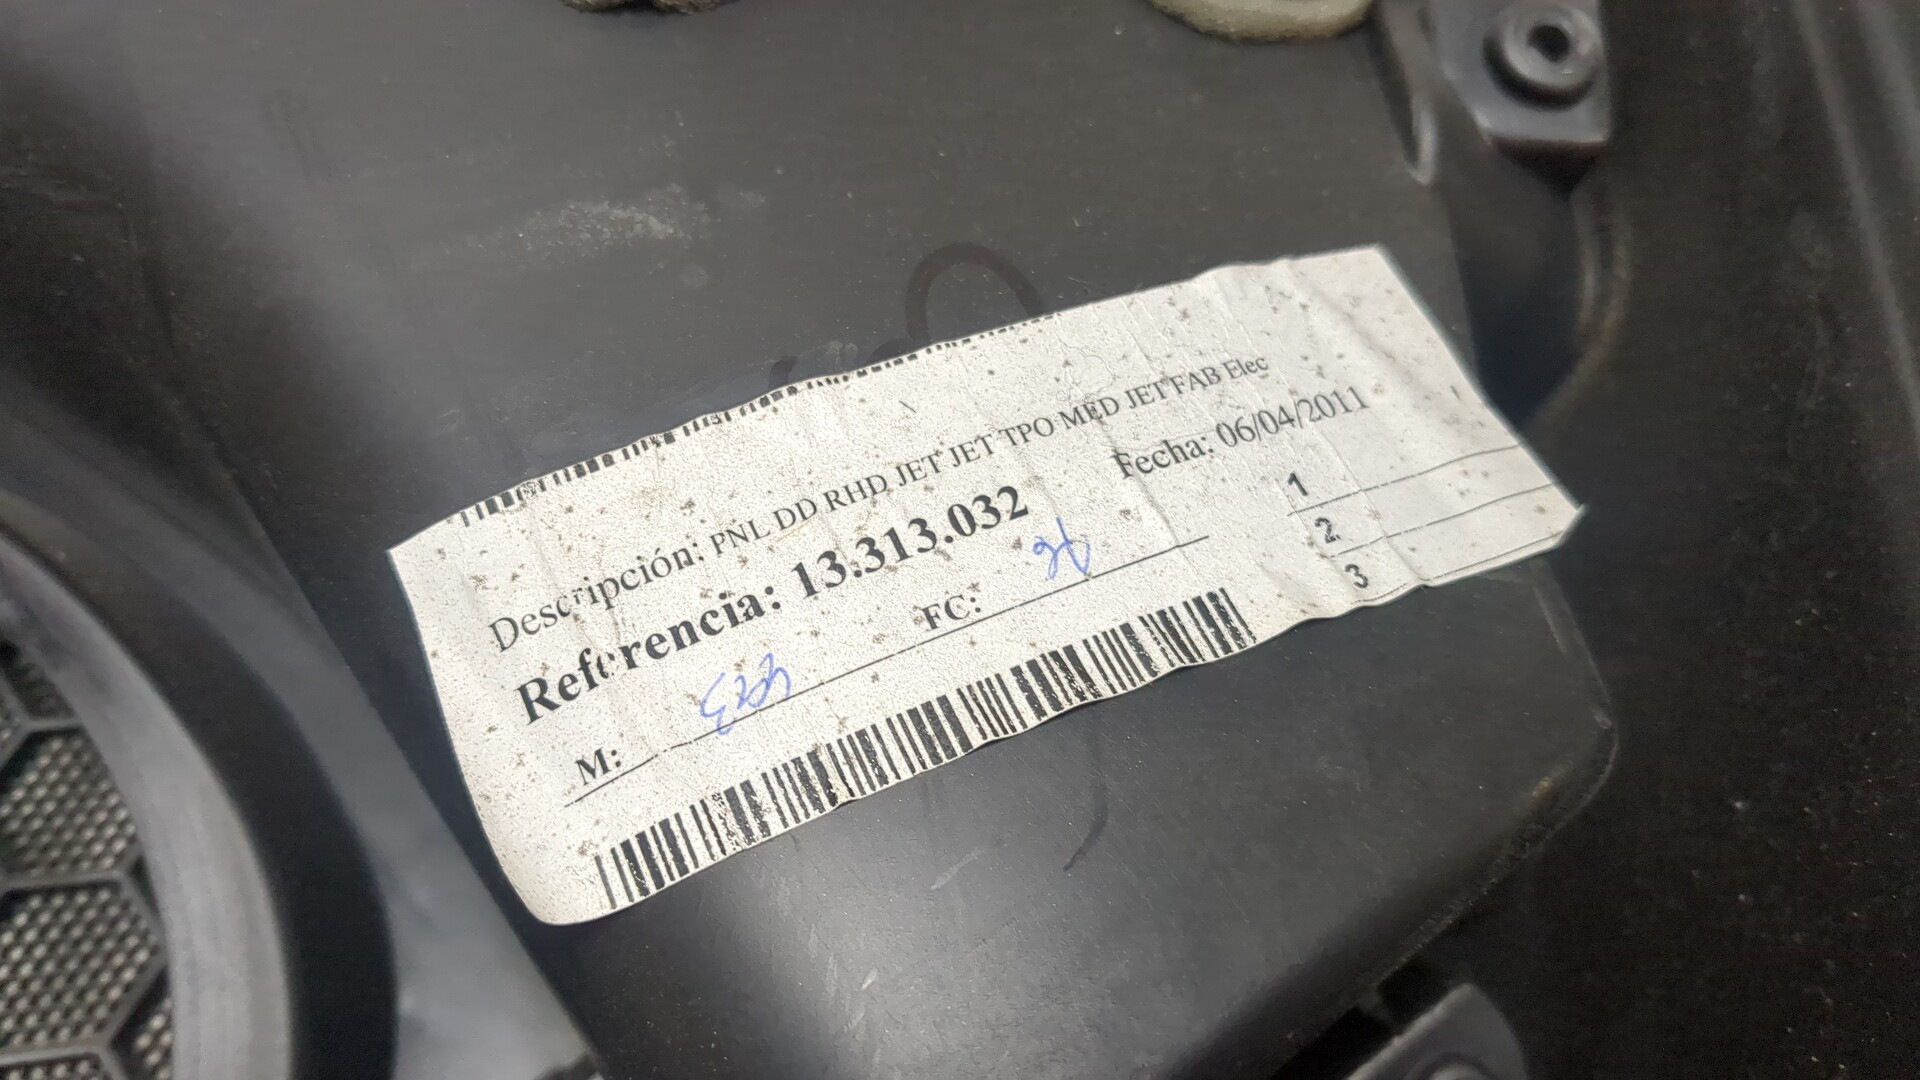 Descripción: PNL DD RHD JET JET TPO MED JET FAB Elec
Referencia: 13.313.032
Fecha: 06/04/2011
M:
FC:
1
2
3